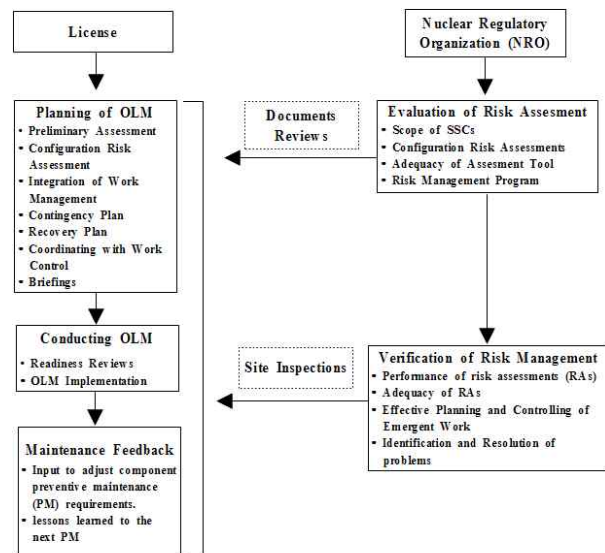 License
Planning of OLM
• Preliminary Assessment
• Configuration Risk
Assessment
• Integration of Work
Management
• Contingency Plan
• Recovery Plan
• Coordinating with Work
Control
• Briefings
Conducting OLM
• Readiness Reviews
• OLM Implementation
Maintenance Feedback
• Input to adjust component
preventive maintenance
(PM) requirements.
• lessons learned to the
next PM
Documents
Reviews
Site Inspections
Nuclear Regulatory
Organization (NRO)
Evaluation of Risk Assesment
• Scope of SSCs
• Configuration Risk Assessments
• Adequacy of Assesment Tool
• Risk Management Program
Verification of Risk Management
• Performance of risk assessments (RAs)
• Adequacy of RAs
• Effective Planning and Controlling of
Emergent Work
• Identification and Resolution of
problems